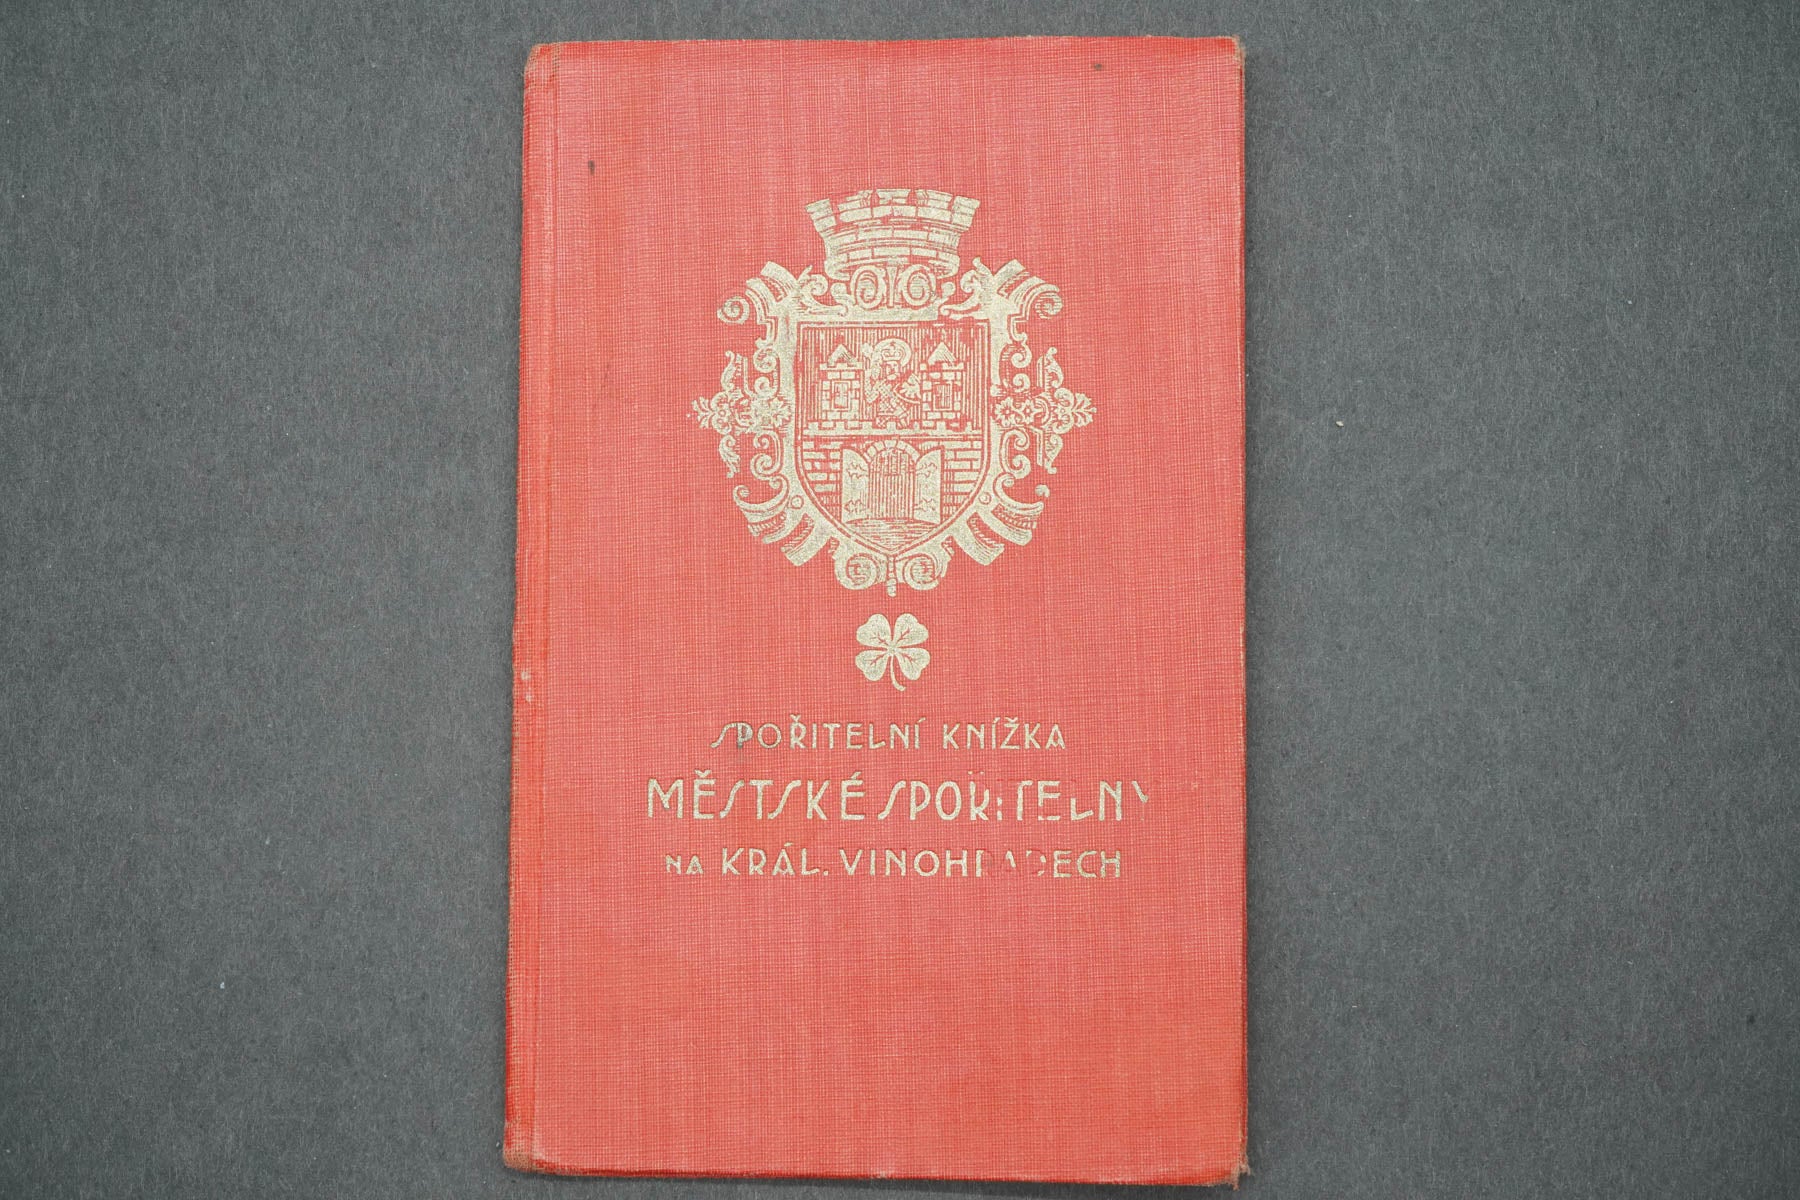 SPOŘITELNÍ KNÍŽKA
MĚSTSKÉ SPOŘITELNY
NA KRÁL. VINOHRADECH